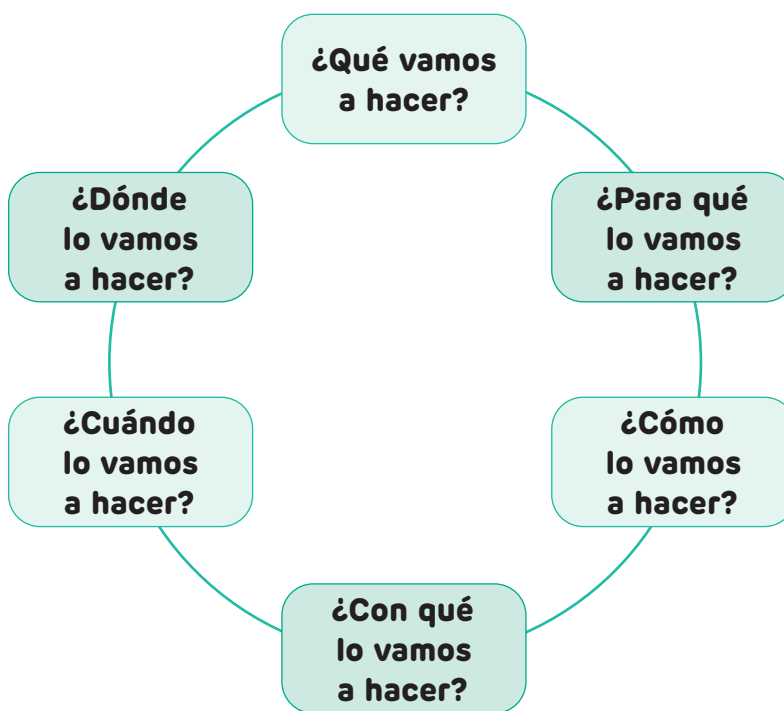 ¿Qué vamos
a hacer?
¿Para qué
lo vamos
a hacer?
¿Cómo
lo vamos
a hacer?
¿Con qué
lo vamos
a hacer?
¿Cuándo
lo vamos
a hacer?
¿Dónde
lo vamos
a hacer?